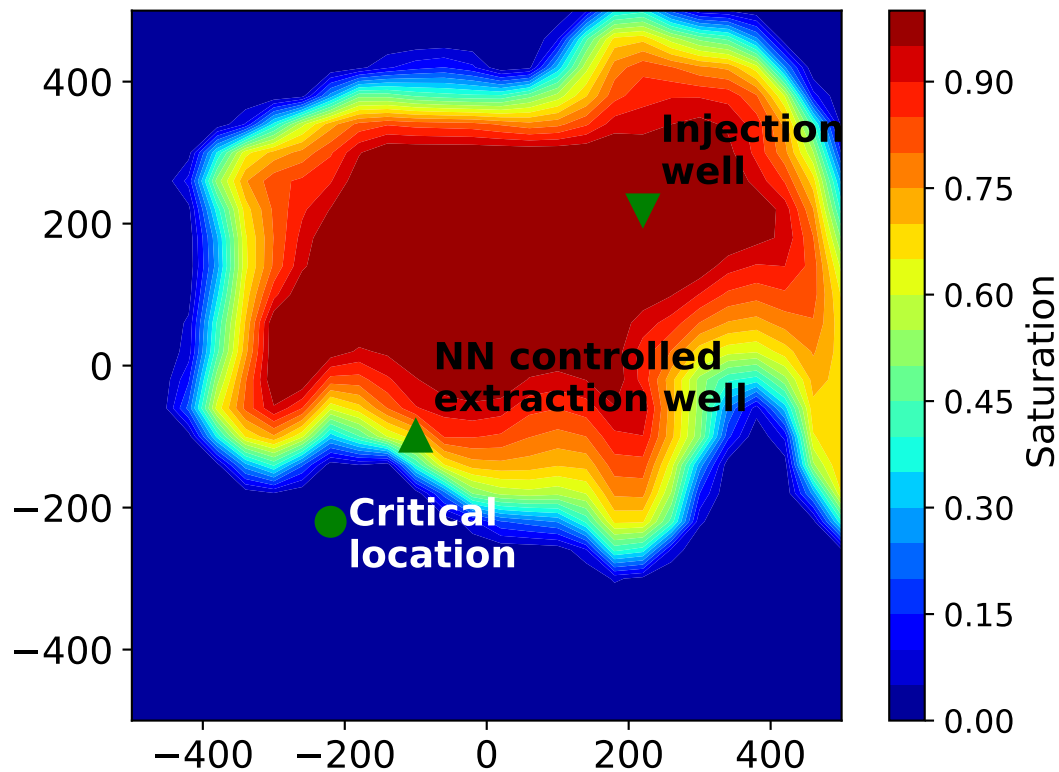 400
200
0
−200
−400
−400
−200
0
200
400
Injection
well
NN controlled
extraction well
Critical
location
0.90
0.75
0.60
0.45
0.30
0.15
0.00
Saturation